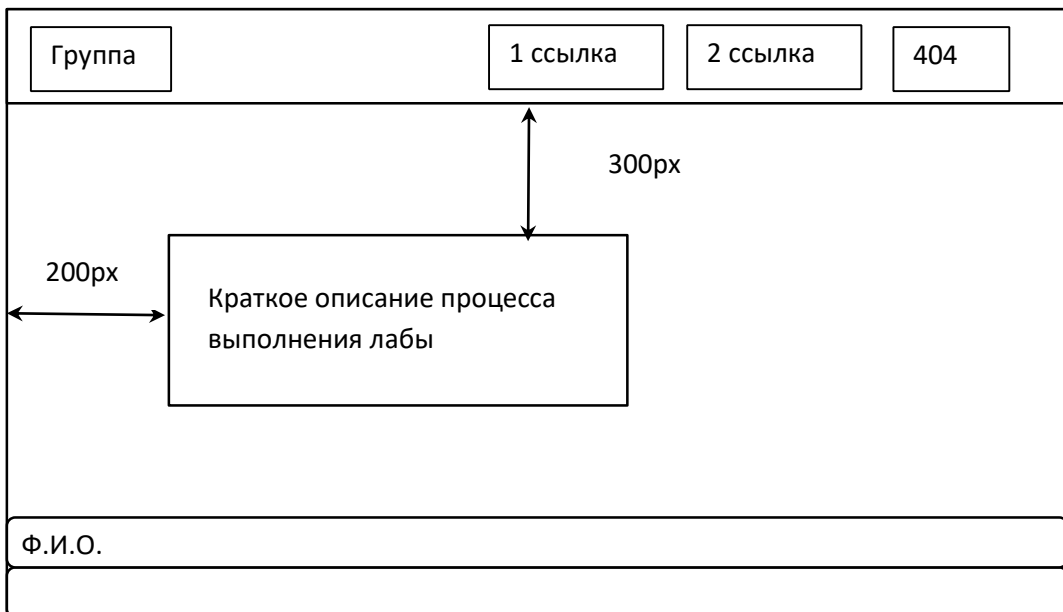 Группа
1 ссылка
2 ссылка
404
300px
200px
Краткое описание процесса
выполнения лабы
Ф.И.О.